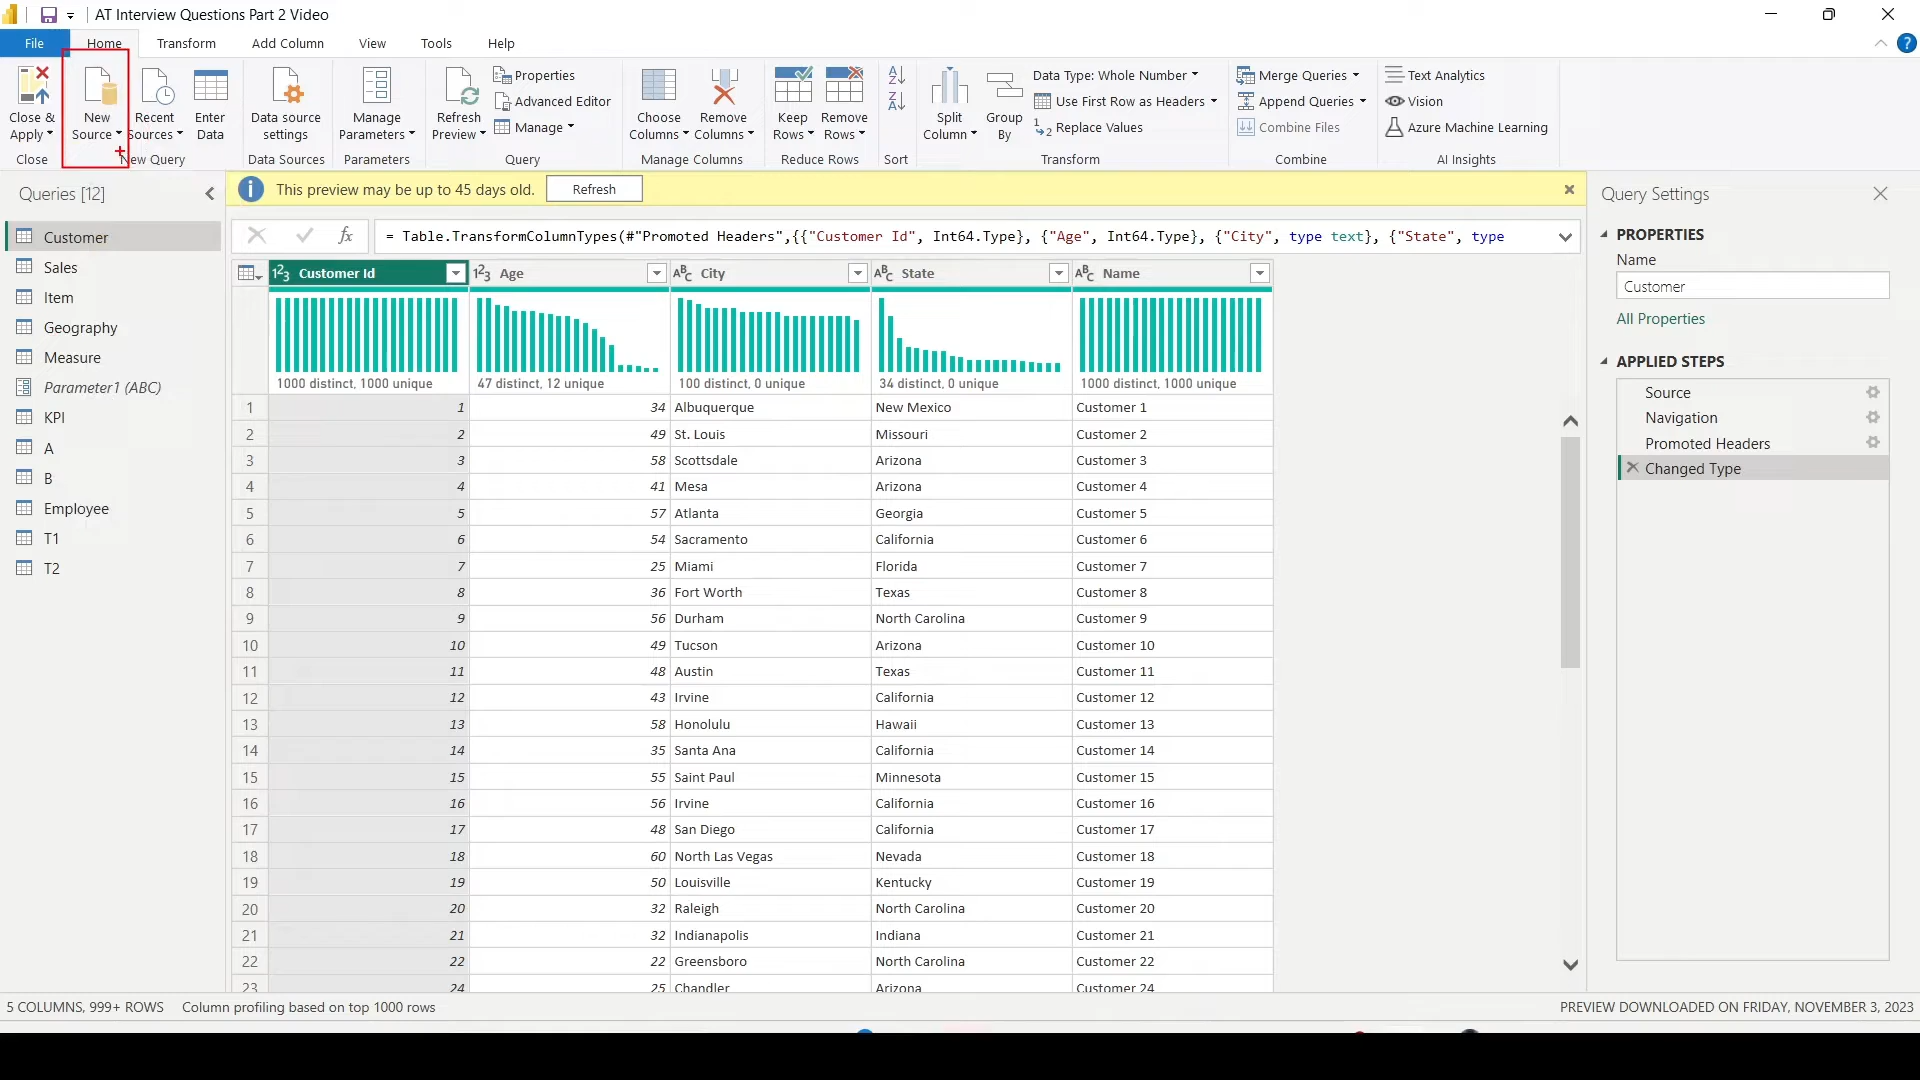 AT Interview Questions Part 2 Video
File Home Transform Add Column View Tools Help
Close & Apply
New Source
Recent Sources
Enter Data
Data source settings
Manage Parameters
Refresh Preview
Properties
Advanced Editor
Manage
Choose Columns
Remove Columns
Keep Rows
Remove Rows
Split Column
Group By
Data Type: Whole Number
Use First Row as Headers
Replace Values
Merge Queries
Append Queries
Combine Files
Text Analytics
Vision
Azure Machine Learning
Close New Query Data Sources Parameters Query Manage Columns Reduce Rows Sort Transform Combine AI Insights
Queries [12]
Customer
Sales
Item
Geography
Measure
Parameter1 (ABC)
KPI
A
B
Employee
T1
T2
This preview may be up to 45 days old. Refresh
fx = Table.TransformColumnTypes(#"Promoted Headers",{{"Customer Id", Int64.Type}, {"Age", Int64.Type}, {"City", type text}, {"State", type
Customer Id Age City State Name
1000 distinct, 1000 unique 47 distinct, 12 unique 100 distinct, 0 unique 34 distinct, 0 unique 1000 distinct, 1000 unique
1 1 34 Albuquerque New Mexico Customer 1
2 2 49 St. Louis Missouri Customer 2
3 3 58 Scottsdale Arizona Customer 3
4 4 41 Mesa Arizona Customer 4
5 5 57 Atlanta Georgia Customer 5
6 6 54 Sacramento California Customer 6
7 7 25 Miami Florida Customer 7
8 8 36 Fort Worth Texas Customer 8
9 9 56 Durham North Carolina Customer 9
10 10 49 Tucson Arizona Customer 10
11 11 48 Austin Texas Customer 11
12 12 43 Irvine California Customer 12
13 13 58 Honolulu Hawaii Customer 13
14 14 35 Santa Ana California Customer 14
15 15 55 Saint Paul Minnesota Customer 15
16 16 56 Irvine California Customer 16
17 17 48 San Diego California Customer 17
18 18 60 North Las Vegas Nevada Customer 18
19 19 50 Louisville Kentucky Customer 19
20 20 32 Raleigh North Carolina Customer 20
21 21 32 Indianapolis Indiana Customer 21
22 22 22 Greensboro North Carolina Customer 22
23 24 25 Chandler Arizona Customer 24
Query Settings
PROPERTIES
Name
Customer
All Properties
APPLIED STEPS
Source
Navigation
Promoted Headers
Changed Type
5 COLUMNS, 999+ ROWS Column profiling based on top 1000 rows PREVIEW DOWNLOADED ON FRIDAY, NOVEMBER 3, 2023